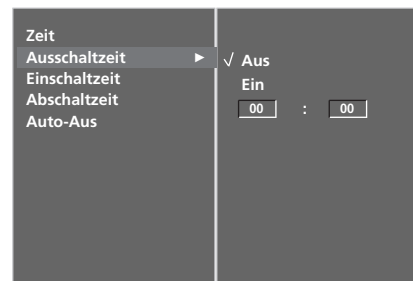 Zeit
Ausschaltzeit ►
Einschaltzeit
Abschaltzeit
Auto-Aus
√ Aus
Ein
00 : 00